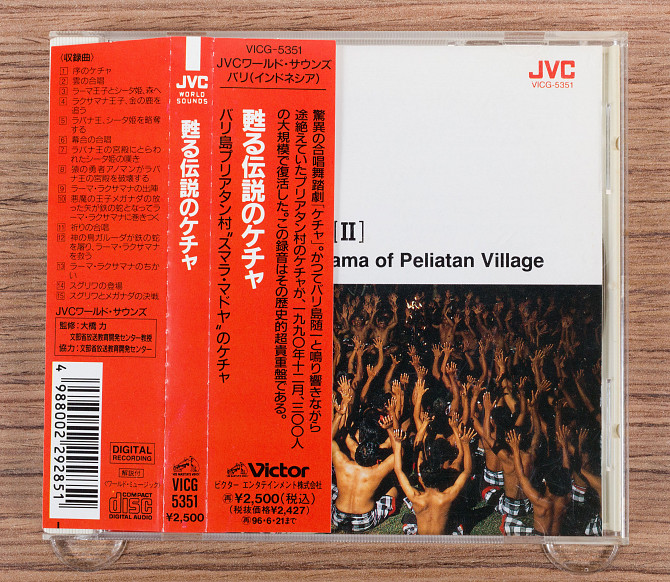 〈収録曲〉
1 序のケチャ
2 雲の合唱
3 ラーマ王子とシータ姫、森へ
4 ラクサマナ王子、金の鹿を
追う
5 ラバナ王、シータ姫を略奪
する
6 幕合の合唱
7 ラバナ王の宮殿にとらわ
れたシータ姫の嘆き
8 猿の勇者アノマンがラバ
ナ王の宮殿を破壊する
9 ラーマ・ラクサマナの出陣
10 悪魔の王子メガナダの放
った矢が鉄の蛇となってラ
ーマ・ラクサマナに巻きつく
11 祈りの合唱
12 神の鳥ガルーダが鉄の蛇
を屠り、ラーマ・ラクサマナ
を救う
13 ラーマ・ラクサマナのちか
い
14 スグリワの登場
15 スグリワとメガナダの決戦
JVCワールド・サウンズ
監修:大橋 力
文部省放送教育開発センター教授
協力:文部省放送教育開発センター
4 988002 292851
DIGITAL
RECORDING
解説付
(ワールド・ミュージック)
COMPACT
disc
DIGITAL AUDIO
JVC
WORLD
SOUNDS
甦る伝説のケチャ
VICG
5351
¥2,500
VICG-5351
JVCワールド・サウンズ
バリ(インドネシア)
驚異の合唱舞踏劇「ケチャ」。かつてバリ島随一と鳴り響きながら
途絶えていたプリアタン村のケチャが、一九九〇年十二月、三〇〇人
の大規模で復活した。この録音はその歴史的超貴重盤である。
甦る伝説のケチャ
バリ島プリアタン村“スマラ・マドヤ”のケチャ
Victor
ビクター エンタテインメント株式会社
再¥2,500(税込)
(税抜価格¥2,427)
再96・6・21まで
JVC
VICG-5351
[II]
ama of Peliatan Village